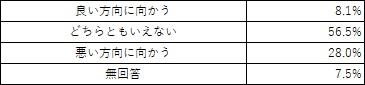 良い方向に向かう 8.1%
どちらともいえない 56.5%
悪い方向に向かう 28.0%
無回答 7.5%